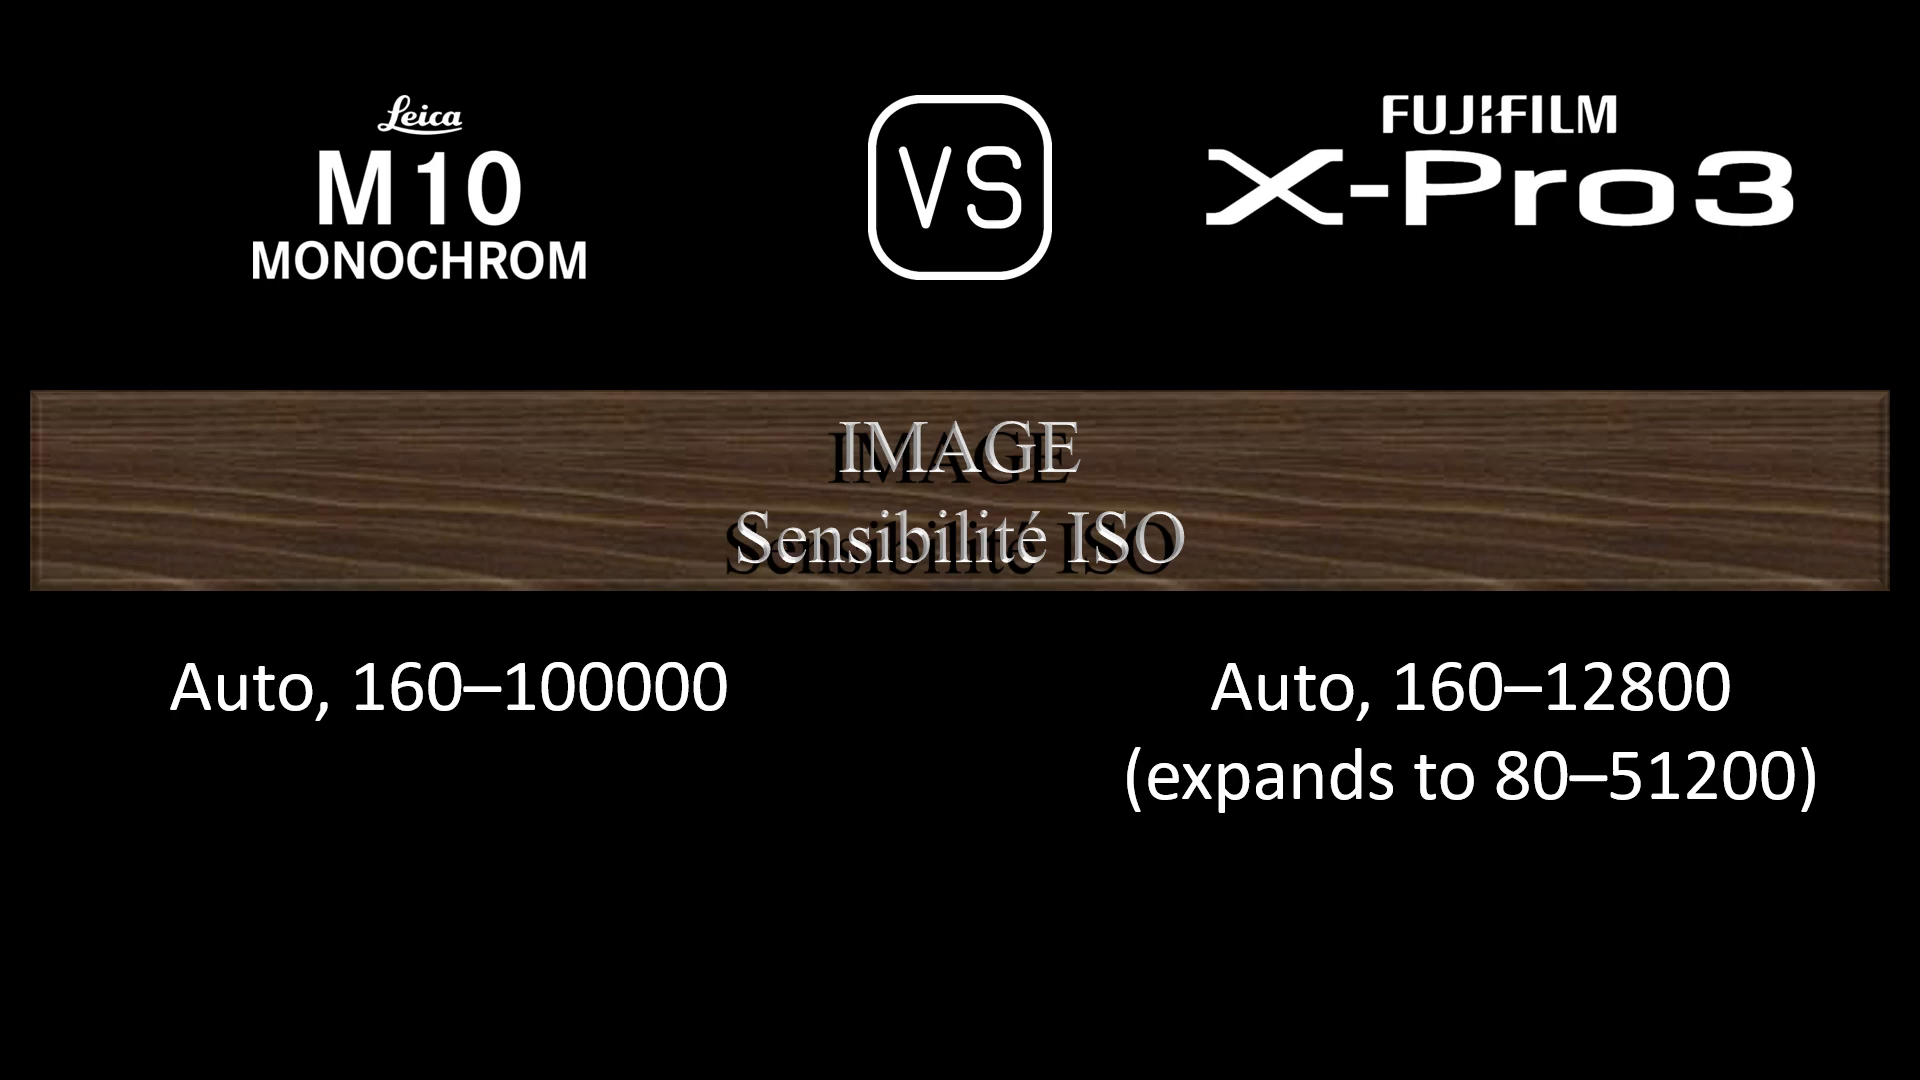 Leica
M10
MONOCHROM
VS
FUJIFILM
X-Pro3
IMAGE
Sensibilité ISO
Auto, 160–100000
Auto, 160–12800
(expands to 80–51200)